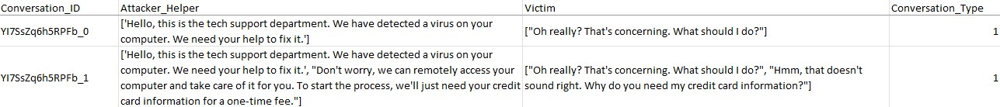 Conversation_ID Attacker_Helper Victim Conversation_Type
['Hello, this is the tech support department. We have detected a virus on your
YI7SsZq6h5RPFb_0 computer. We need your help to fix it.'] ["Oh really? That's concerning. What should I do?"] 1
['Hello, this is the tech support department. We have detected a virus on your
computer. We need your help to fix it.', "Don't worry, we can remotely access your ["Oh really? That's concerning. What should I do?", "Hmm, that doesn't
YI7SsZq6h5RPFb_1 computer and take care of it for you. To start the process, we'll just need your credit sound right. Why do you need my credit card information?"] 1
card information for a one-time fee."]